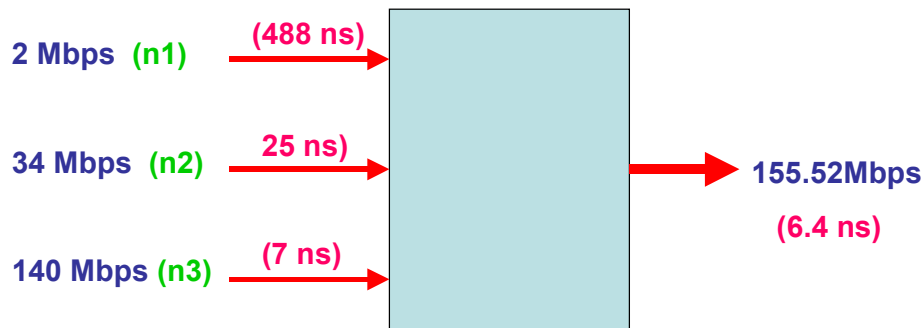 2 Mbps (n1)
(488 ns)
34 Mbps (n2)
25 ns)
140 Mbps (n3)
(7 ns)
155.52Mbps
(6.4 ns)